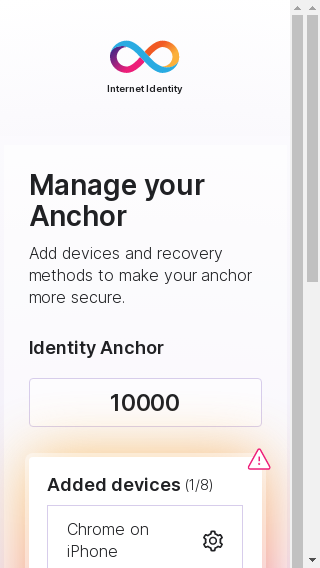 Internet Identity
Manage your
Anchor
Add devices and recovery
methods to make your anchor
more secure.
Identity Anchor
10000
Added devices (1/8)
Chrome on
iPhone